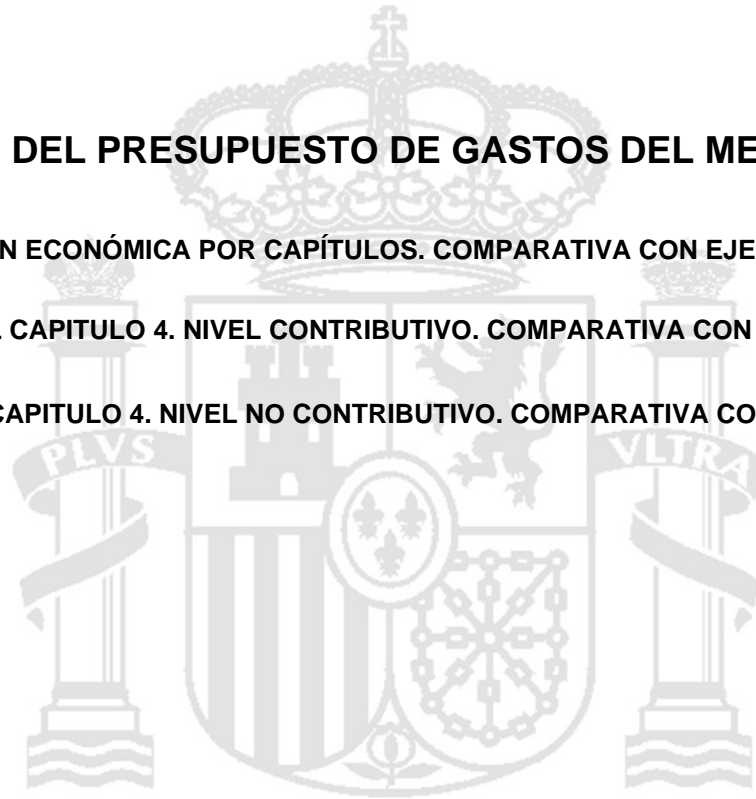 DEL PRESUPUESTO DE GASTOS DEL ME
N ECONÓMICA POR CAPÍTULOS. COMPARATIVA CON EJE
CAPITULO 4. NIVEL CONTRIBUTIVO. COMPARATIVA CON
CAPITULO 4. NIVEL NO CONTRIBUTIVO. COMPARATIVA CO
PLVS VLTRA